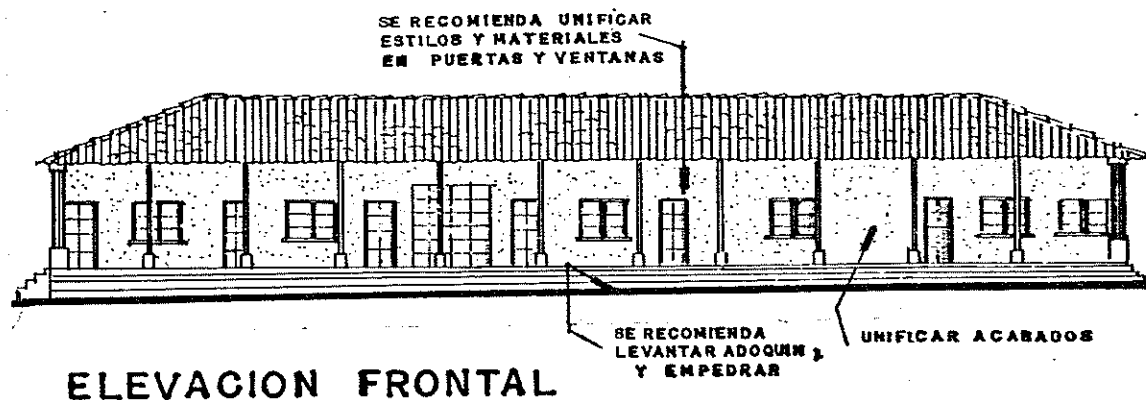 SE RECOMIENDA UNIFICAR
ESTILOS Y MATERIALES
EN PUERTAS Y VENTANAS
SE RECOMIENDA
LEVANTAR ADOQUIN
Y EMPEDRAR
UNIFICAR ACABADOS
ELEVACION FRONTAL